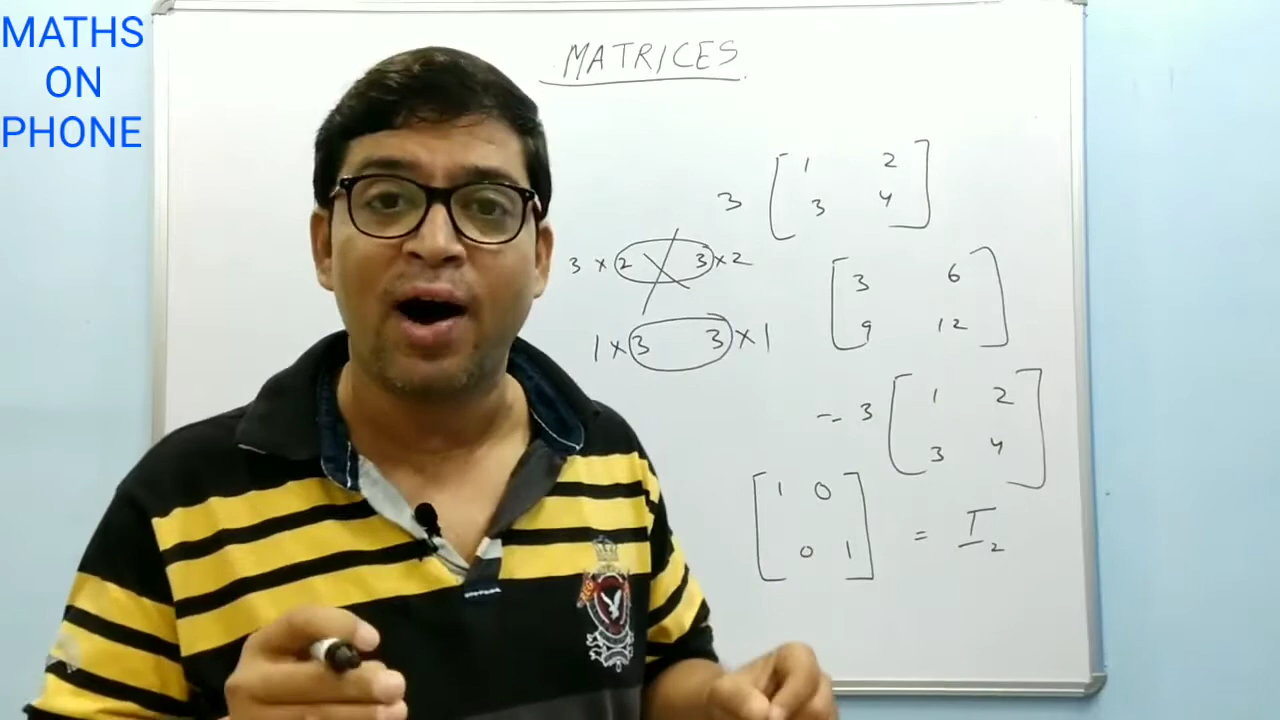 MATHS
ON
PHONE
MATRICES
3 [ 1 2
3 4 ]
3 × 2 3 × 2
1 × 3 3 × 1
[ 3 6
9 12 ]
= 3 [ 1 2
3 4 ]
[ 1 0
0 1 ] = I₂